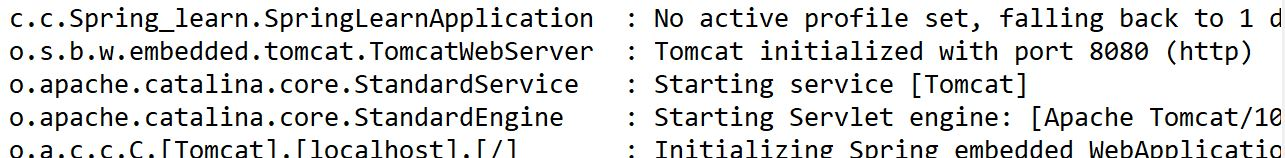 c.c.Spring_learn.SpringLearnApplication : No active profile set, falling back to 1 d
o.s.b.w.embedded.tomcat.TomcatWebServer : Tomcat initialized with port 8080 (http)
o.apache.catalina.core.StandardService : Starting service [Tomcat]
o.apache.catalina.core.StandardEngine : Starting Servlet engine: [Apache Tomcat/10
o.a.c.c.C.[Tomcat].[localhost].[/] : Initializing Spring embedded WebApplicatio